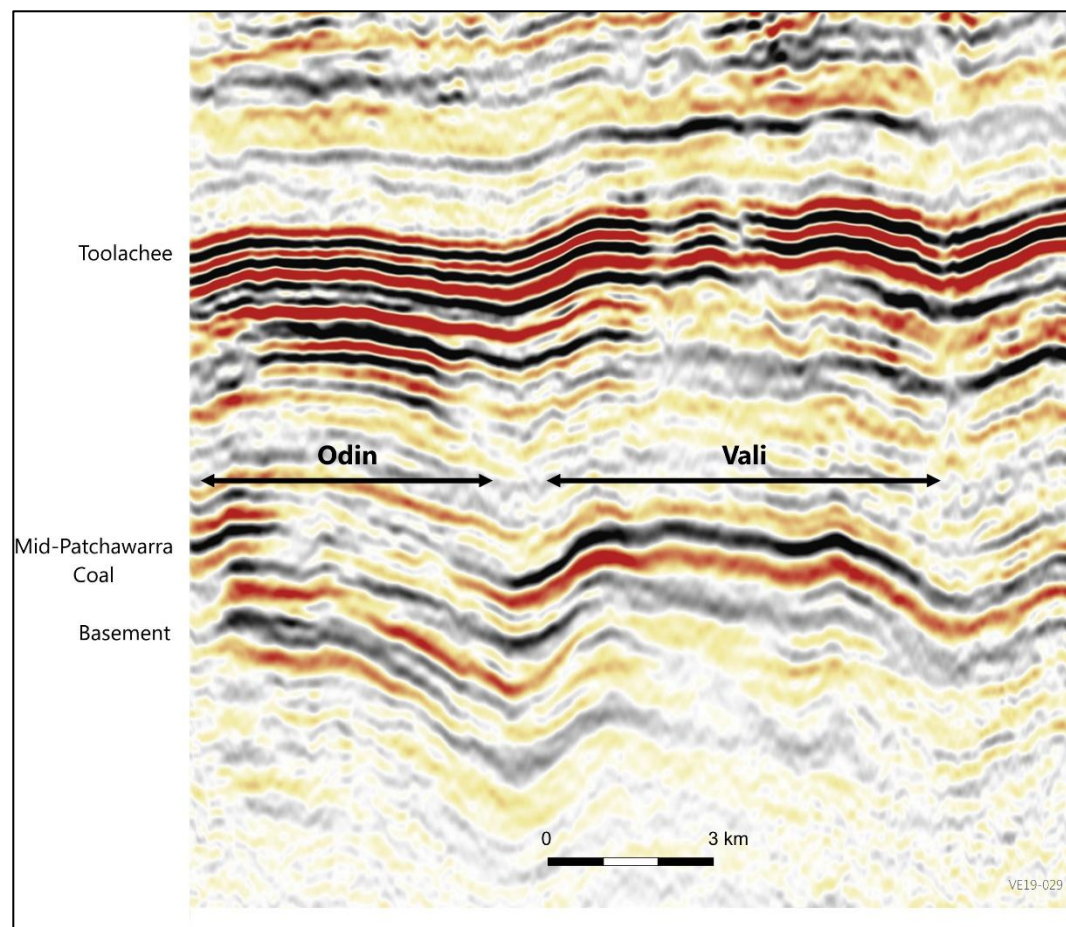 Toolachee
Odin
Vali
Mid-Patchawarra
Coal
Basement
0 3 km
VE19-029